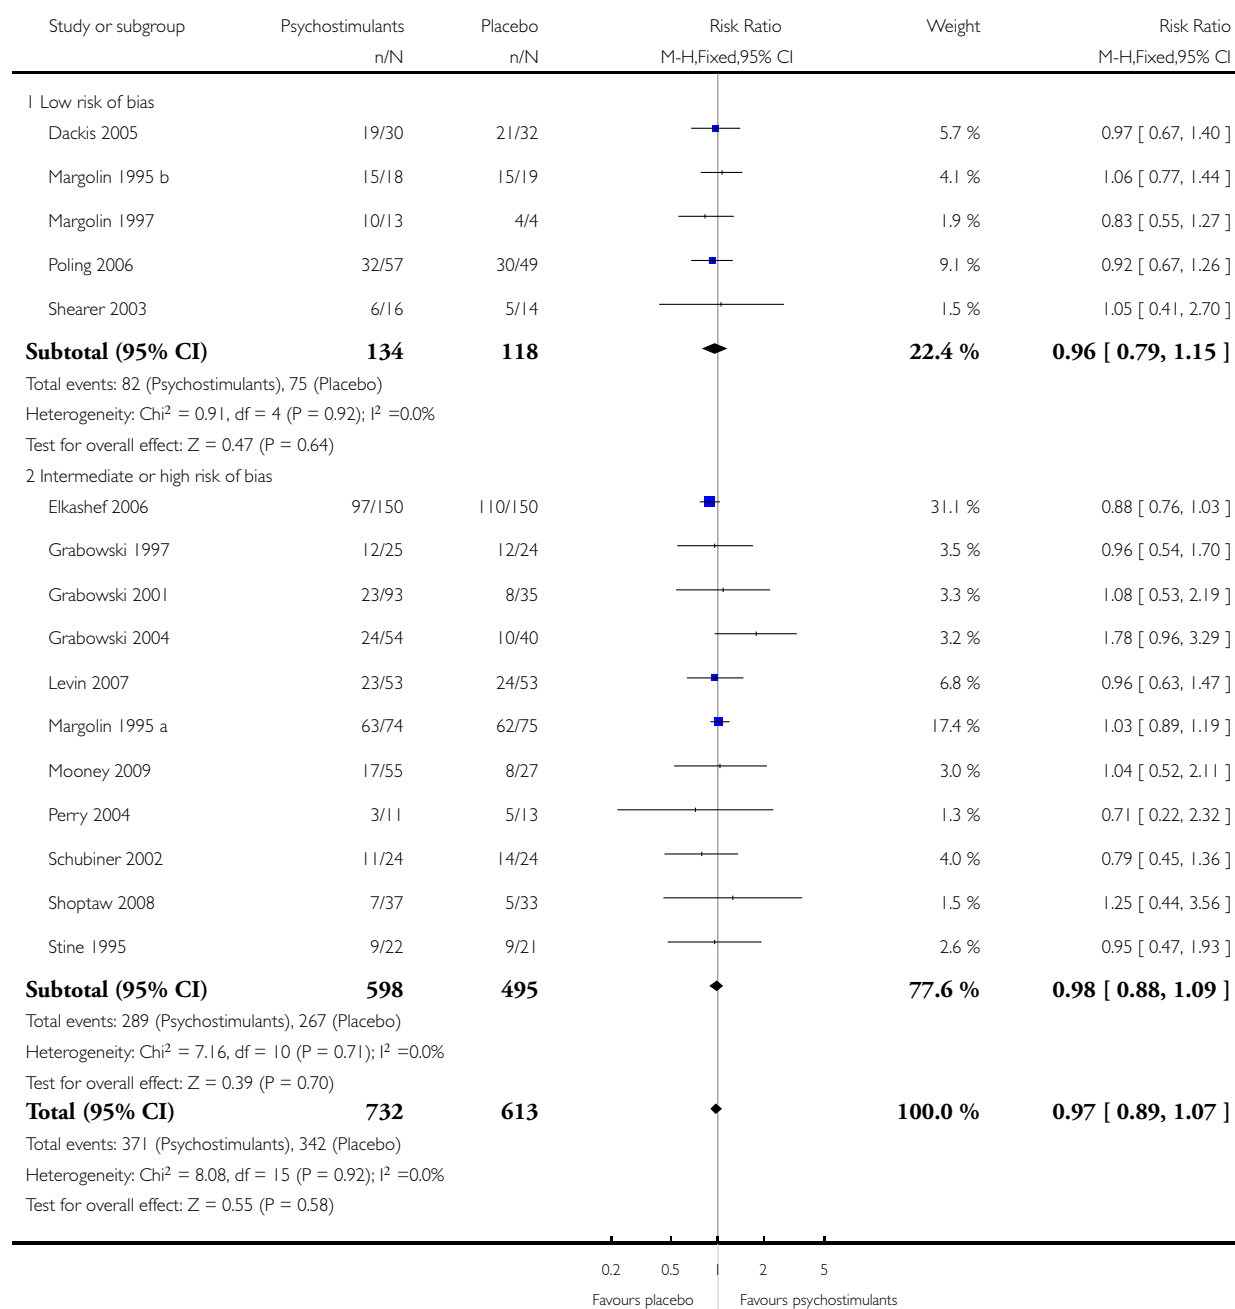 Study or subgroup Psychostimulants Placebo Risk Ratio Weight Risk Ratio
n/N n/N M-H,Fixed,95% CI M-H,Fixed,95% CI
1 Low risk of bias
Dackis 2005 19/30 21/32 5.7 % 0.97 [ 0.67, 1.40 ]
Margolin 1995 b 15/18 15/19 4.1 % 1.06 [ 0.77, 1.44 ]
Margolin 1997 10/13 4/4 1.9 % 0.83 [ 0.55, 1.27 ]
Poling 2006 32/57 30/49 9.1 % 0.92 [ 0.67, 1.26 ]
Shearer 2003 6/16 5/14 1.5 % 1.05 [ 0.41, 2.70 ]
Subtotal (95% CI) 134 118 22.4 % 0.96 [ 0.79, 1.15 ]
Total events: 82 (Psychostimulants), 75 (Placebo)
Heterogeneity: Chi² = 0.91, df = 4 (P = 0.92); I² =0.0%
Test for overall effect: Z = 0.47 (P = 0.64)
2 Intermediate or high risk of bias
Elkashef 2006 97/150 110/150 31.1 % 0.88 [ 0.76, 1.03 ]
Grabowski 1997 12/25 12/24 3.5 % 0.96 [ 0.54, 1.70 ]
Grabowski 2001 23/93 8/35 3.3 % 1.08 [ 0.53, 2.19 ]
Grabowski 2004 24/54 10/40 3.2 % 1.78 [ 0.96, 3.29 ]
Levin 2007 23/53 24/53 6.8 % 0.96 [ 0.63, 1.47 ]
Margolin 1995 a 63/74 62/75 17.4 % 1.03 [ 0.89, 1.19 ]
Mooney 2009 17/55 8/27 3.0 % 1.04 [ 0.52, 2.11 ]
Perry 2004 3/11 5/13 1.3 % 0.71 [ 0.22, 2.32 ]
Schubiner 2002 11/24 14/24 4.0 % 0.79 [ 0.45, 1.36 ]
Shoptaw 2008 7/37 5/33 1.5 % 1.25 [ 0.44, 3.56 ]
Stine 1995 9/22 9/21 2.6 % 0.95 [ 0.47, 1.93 ]
Subtotal (95% CI) 598 495 77.6 % 0.98 [ 0.88, 1.09 ]
Total events: 289 (Psychostimulants), 267 (Placebo)
Heterogeneity: Chi² = 7.16, df = 10 (P = 0.71); I² =0.0%
Test for overall effect: Z = 0.39 (P = 0.70)
Total (95% CI) 732 613 100.0 % 0.97 [ 0.89, 1.07 ]
Total events: 371 (Psychostimulants), 342 (Placebo)
Heterogeneity: Chi² = 8.08, df = 15 (P = 0.92); I² =0.0%
Test for overall effect: Z = 0.55 (P = 0.58)
0.2 0.5 1 2 5
Favours placebo Favours psychostimulants